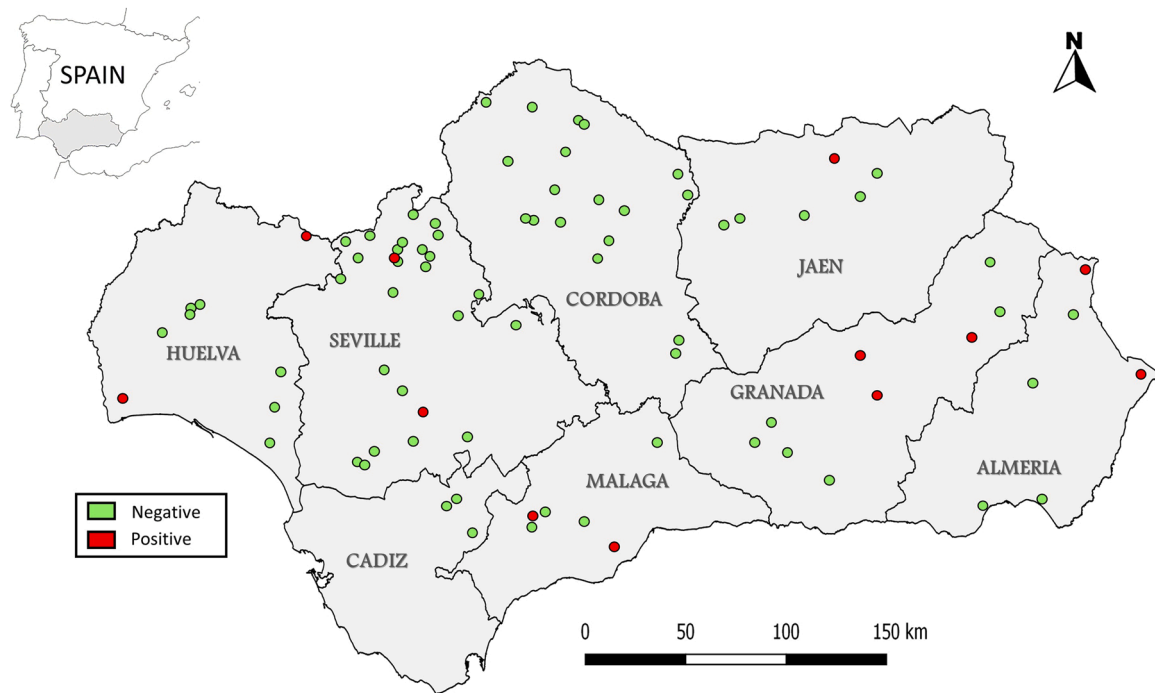 SPAIN
N
JAEN
CORDOBA
SEVILLE
HUELVA
GRANADA
ALMERIA
MALAGA
CADIZ
Negative
Positive
0 50 100 150 km